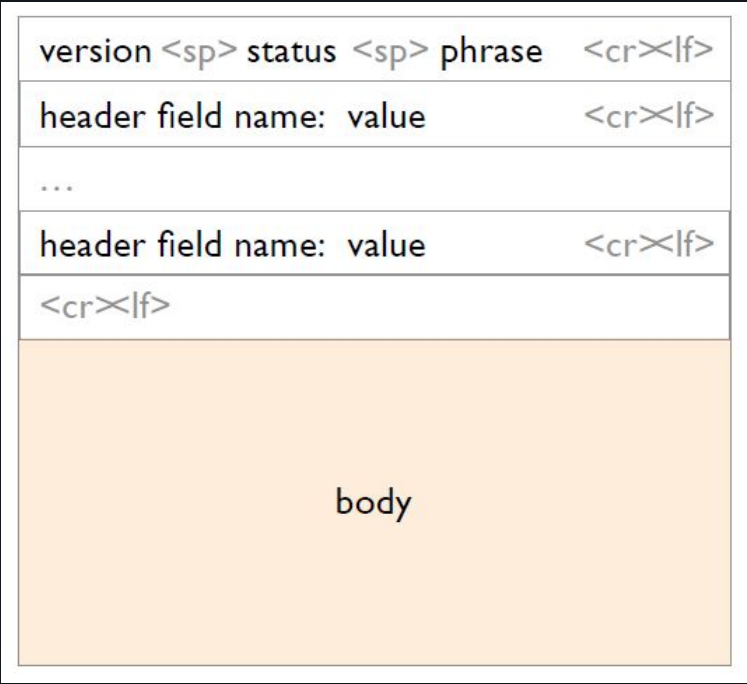 version <sp> status <sp> phrase <cr><lf>
header field name: value <cr><lf>
...
header field name: value <cr><lf>
<cr><lf>
body